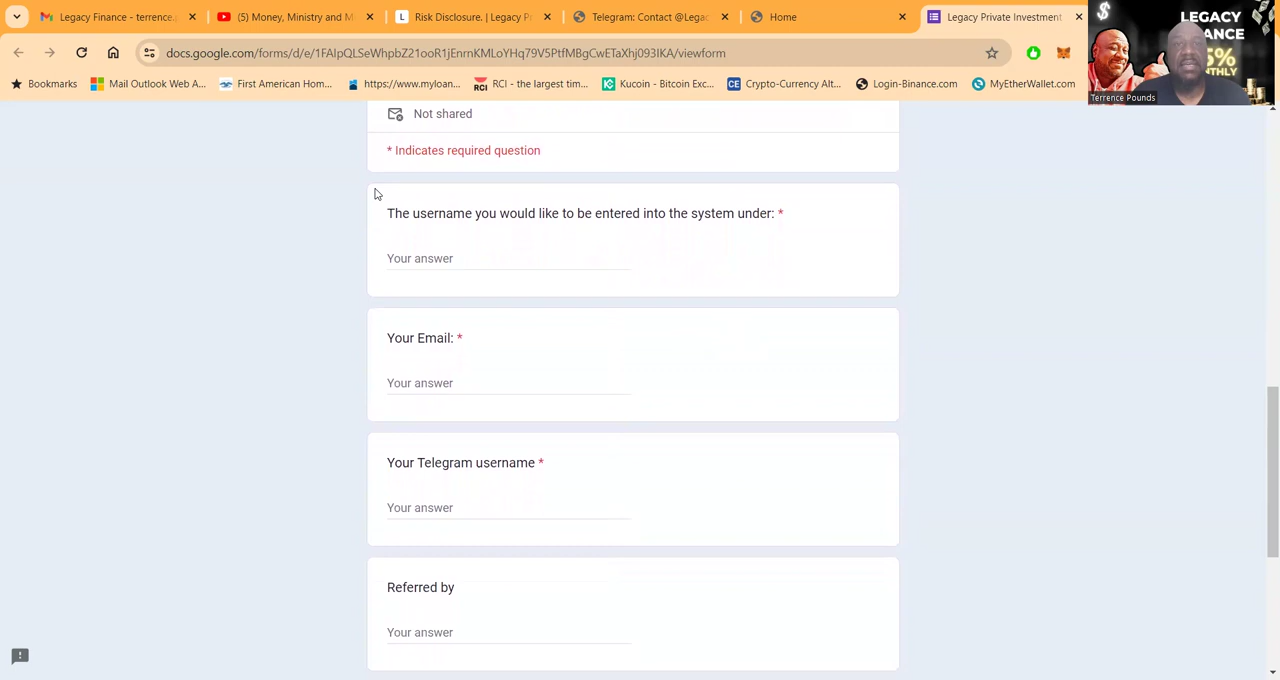 Legacy Finance - terrence.
(5) Money, Ministry and M
Risk Disclosure. | Legacy P
Telegram: Contact @Legac
Home
Legacy Private Investment
docs.google.com/forms/d/e/1FAIpQLSeWhpbZ21ooR1jEnrnKMLoYHq79V5PtfMBgCwETaXhj093IKA/viewform
Bookmarks
Mail Outlook Web A...
First American Hom...
https://www.myloan...
RCI
RCI - the largest tim...
Kucoin - Bitcoin Exc...
CE
Crypto-Currency Alt...
Login-Binance.com
MyEtherWallet.com
$
LEGACY
5%
Terrence Pounds
Not shared
* Indicates required question
The username you would like to be entered into the system under: *
Your answer
Your Email: *
Your answer
Your Telegram username *
Your answer
Referred by
Your answer